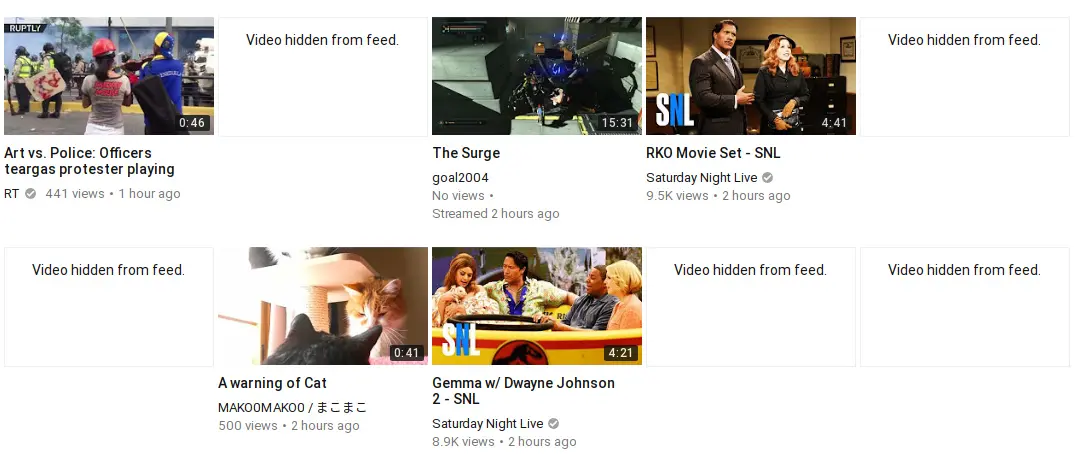 RUPTLY
0:46
Art vs. Police: Officers
teargas protester playing
RT 441 views • 1 hour ago
Video hidden from feed.
15:31
The Surge
goal2004
No views •
Streamed 2 hours ago
SNL
4:41
RKO Movie Set - SNL
Saturday Night Live
9.5K views • 2 hours ago
Video hidden from feed.
Video hidden from feed.
0:41
A warning of Cat
MAKO0MAKO0 / まこまこ
500 views • 2 hours ago
SNL
4:21
Gemma w/ Dwayne Johnson
2 - SNL
Saturday Night Live
8.9K views • 2 hours ago
Video hidden from feed.
Video hidden from feed.